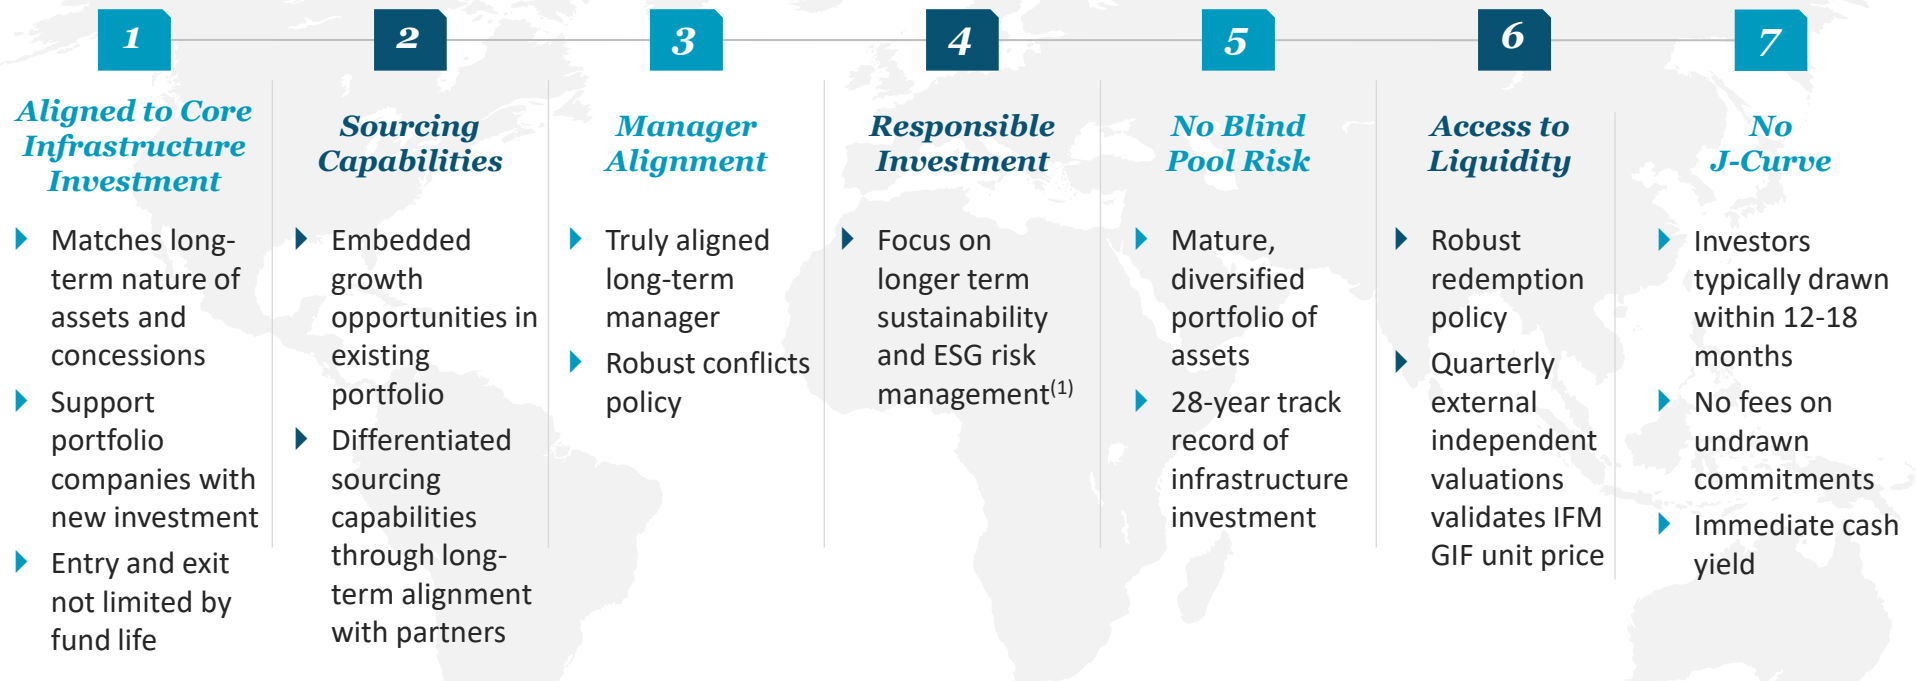 1
Aligned to Core
Infrastructure
Investment
Matches long-
term nature of
assets and
concessions
Support
portfolio
companies with
new investment
Entry and exit
not limited by
fund life
2
Sourcing
Capabilities
Embedded
growth
opportunities in
existing
portfolio
Differentiated
sourcing
capabilities
through long-
term alignment
with partners
3
Manager
Alignment
Truly aligned
long-term
manager
Robust conflicts
policy
4
Responsible
Investment
Focus on
longer term
sustainability
and ESG risk
management(1)
5
No Blind
Pool Risk
Mature,
diversified
portfolio of
assets
28-year track
record of
infrastructure
investment
6
Access to
Liquidity
Robust
redemption
policy
Quarterly
external
independent
valuations
validates IFM
GIF unit price
7
No
J-Curve
Investors
typically drawn
within 12-18
months
No fees on
undrawn
commitments
Immediate cash
yield